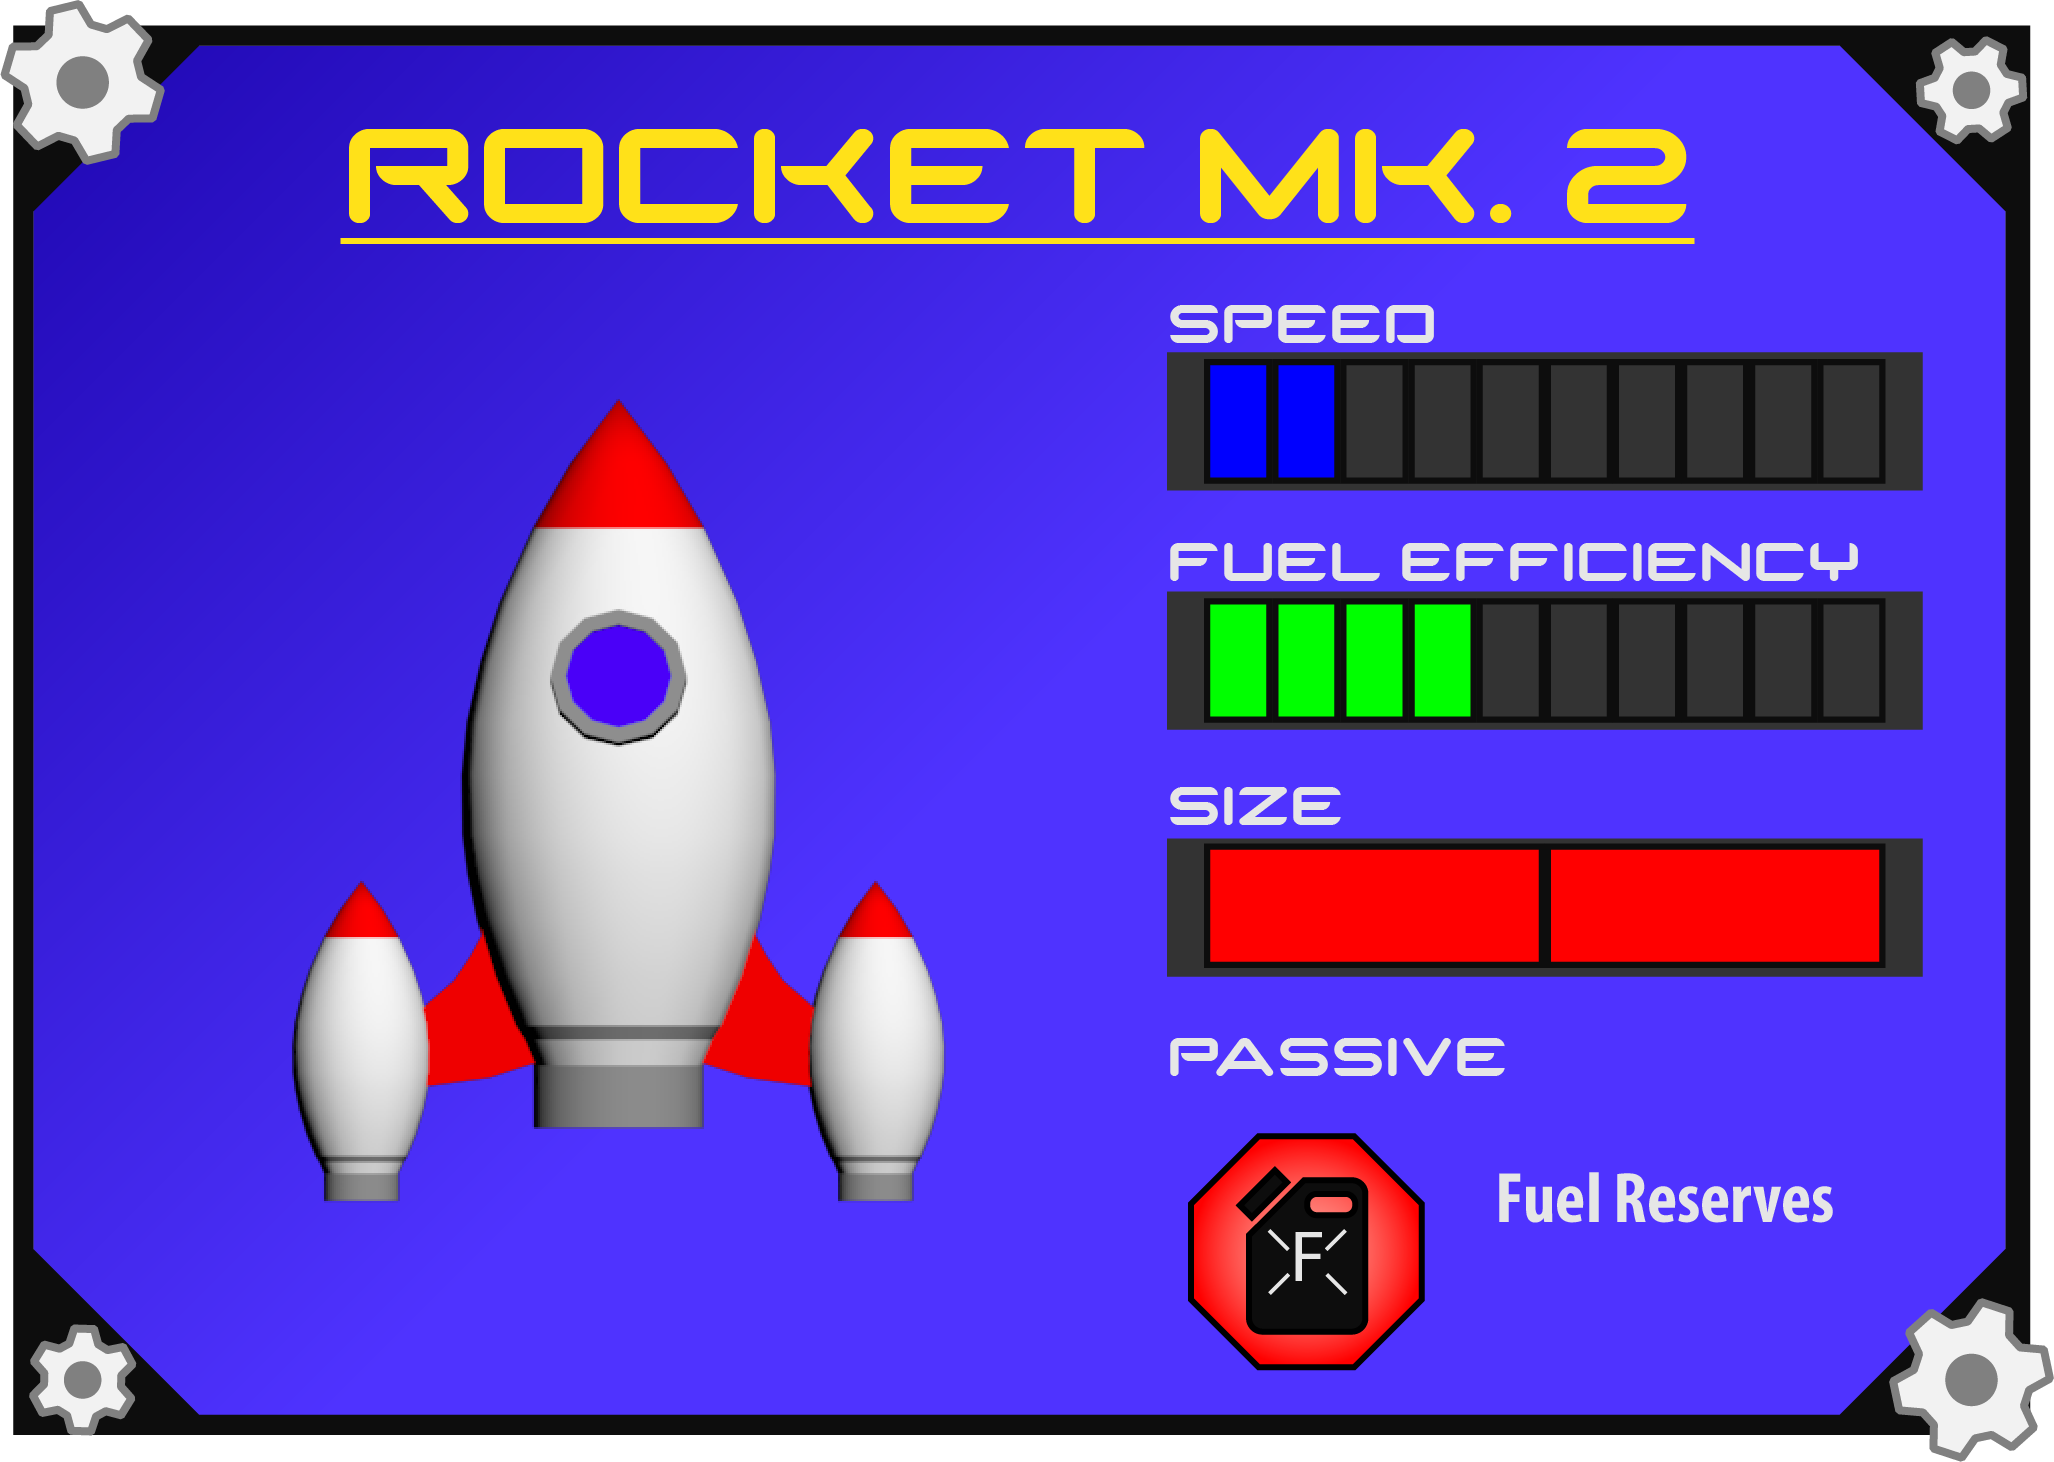 ROCKET MK. 2
SPEED
FUEL EFFICIENCY
SIZE
PASSIVE
F
Fuel Reserves